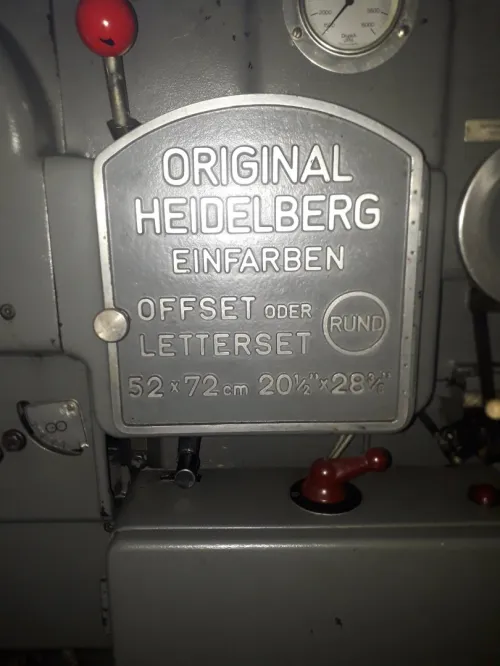 ORIGINAL
HEIDELBERG
EINFARBEN
OFFSET ODER
LETTERSET
RUND
52 x 72 cm 20½" x 28⅜"